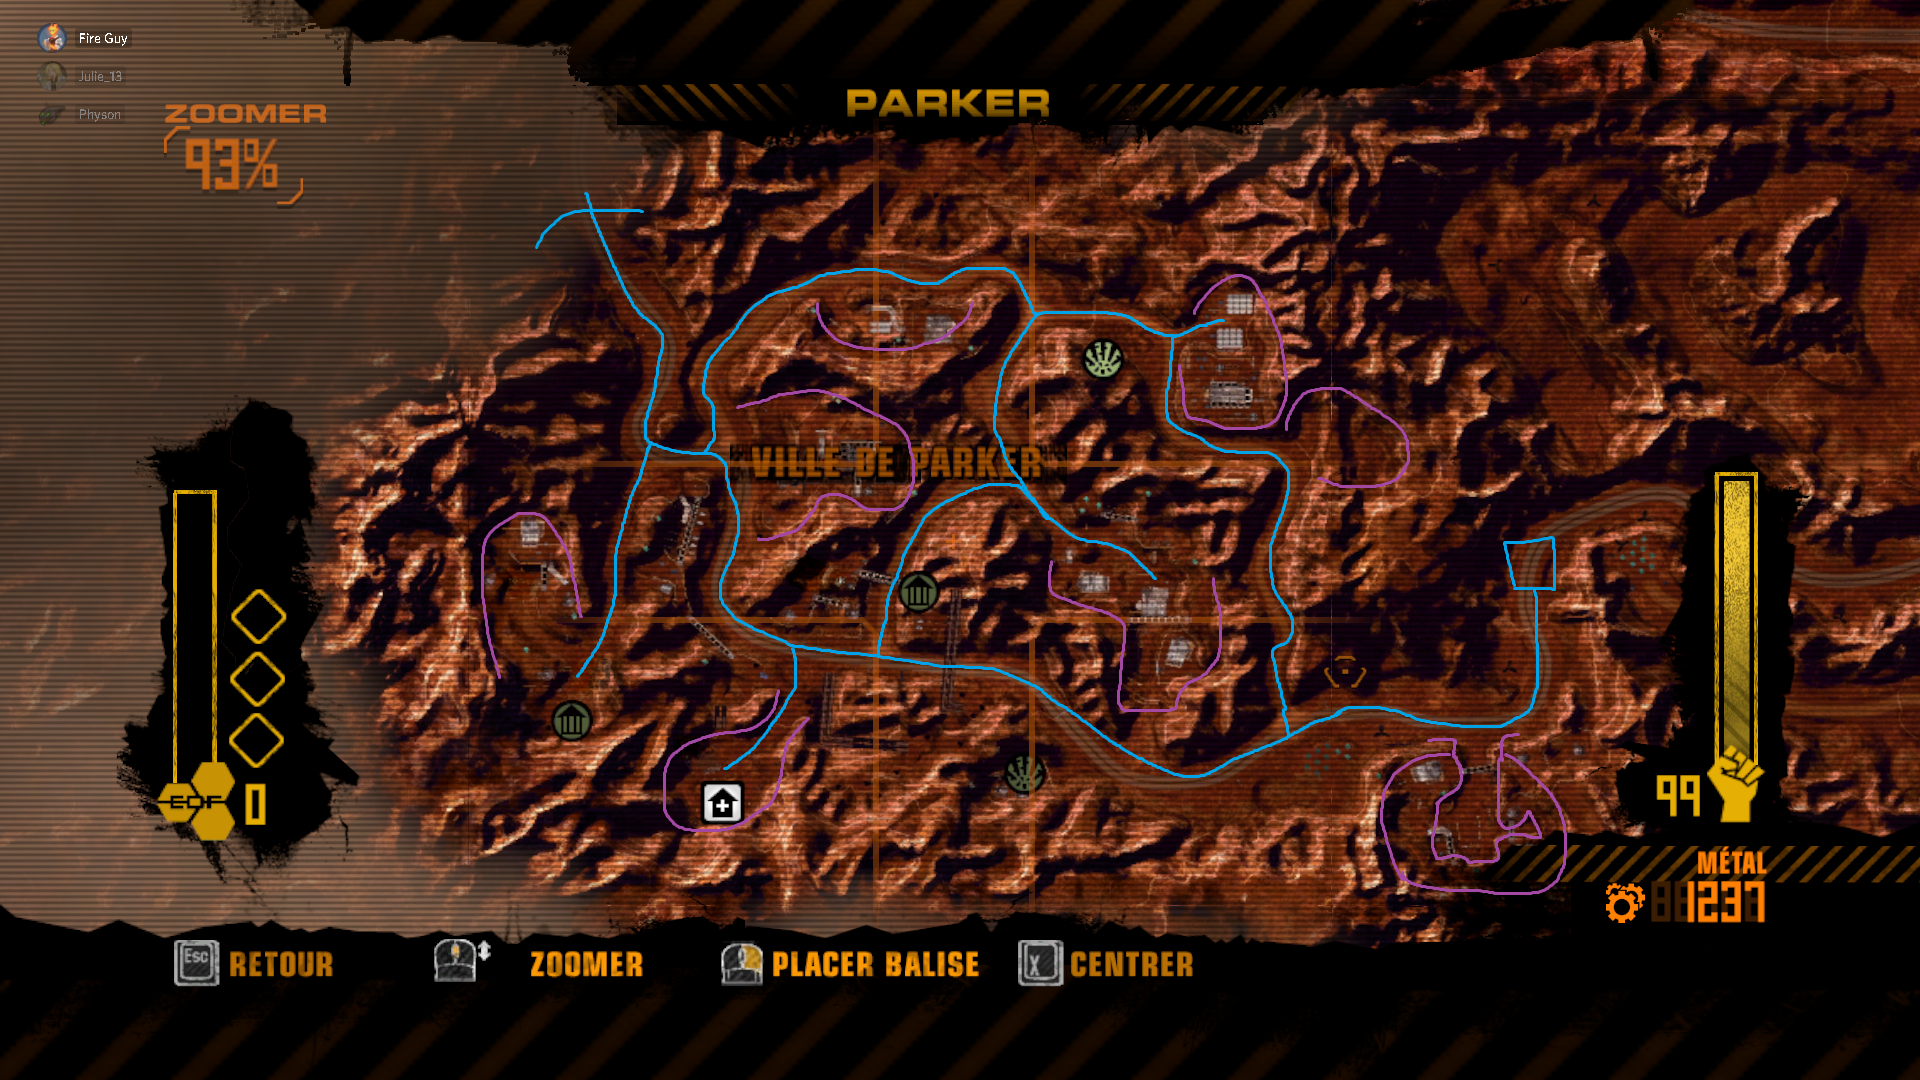 Fire Guy
Julie_13
Physon
ZOOMER
93%
PARKER
VILLE DE PARKER
EDF
0
99
MÉTAL
1237
Esc RETOUR
ZOOMER
PLACER BALISE
X CENTRER